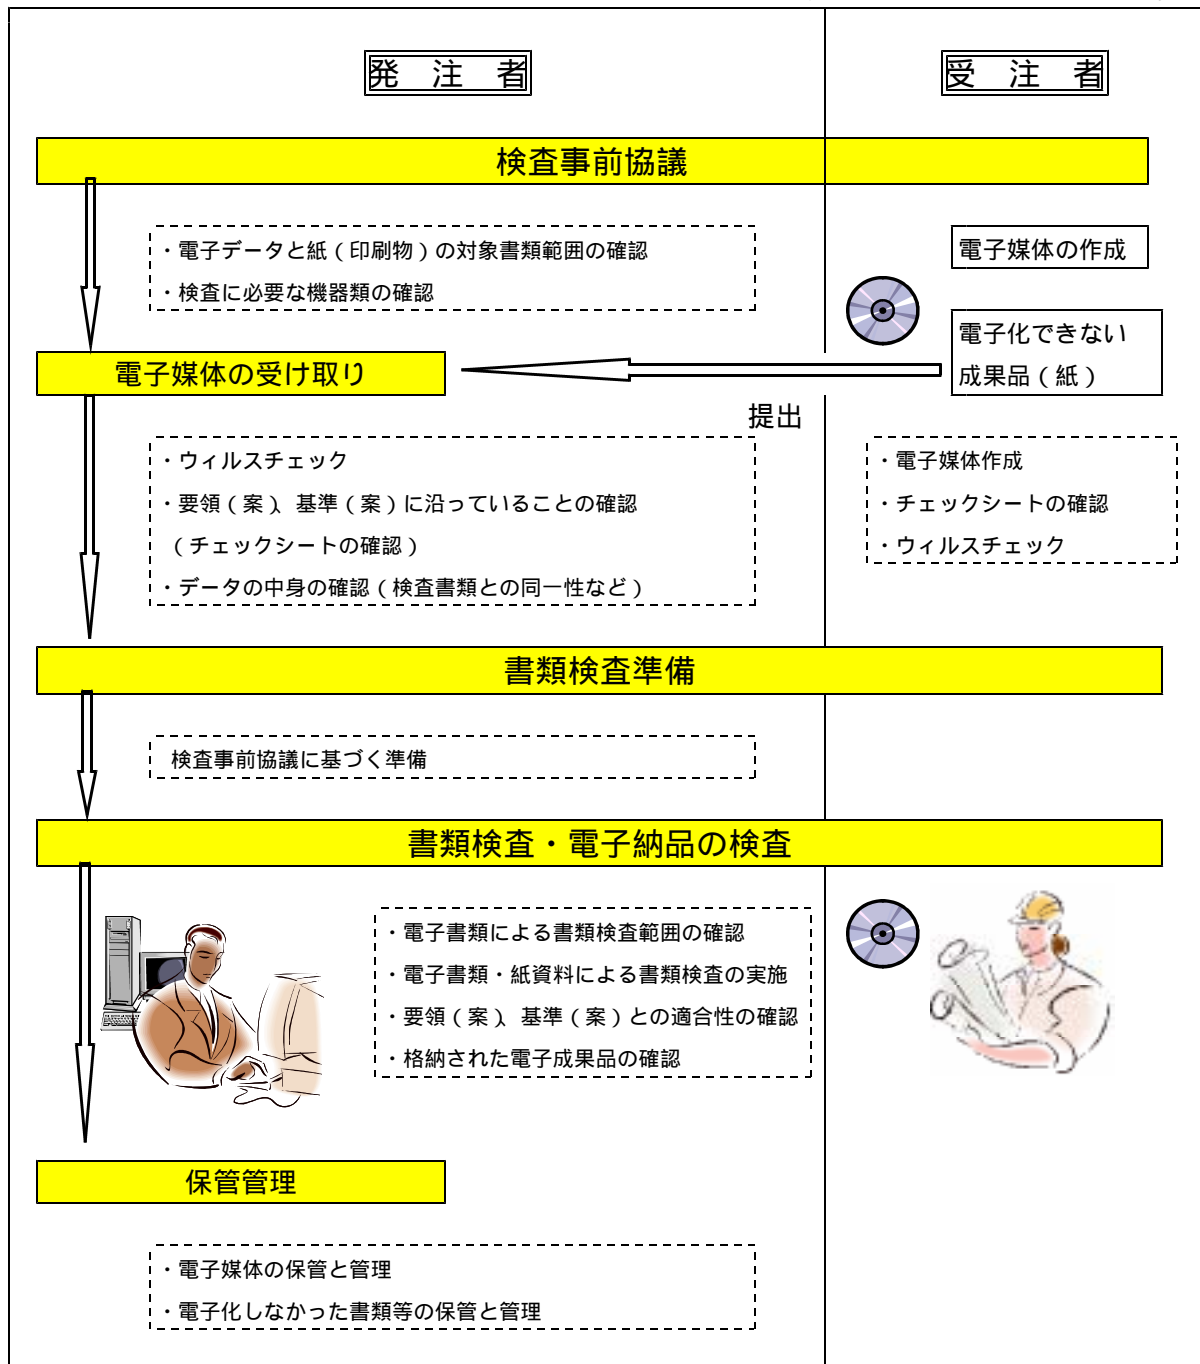 発　注　者
受　注　者
検査事前協議
・電子データと紙（印刷物）の対象書類範囲の確認
・検査に必要な機器類の確認
電子媒体の作成
電子化できない
成果品（紙）
電子媒体の受け取り
提出
・ウィルスチェック
・要領（案）、基準（案）に沿っていることの確認
（チェックシートの確認）
・データの中身の確認（検査書類との同一性など）
・電子媒体作成
・チェックシートの確認
・ウィルスチェック
書類検査準備
検査事前協議に基づく準備
書類検査・電子納品の検査
・電子書類による書類検査範囲の確認
・電子書類・紙資料による書類検査の実施
・要領（案）、基準（案）との適合性の確認
・格納された電子成果品の確認
保管管理
・電子媒体の保管と管理
・電子化しなかった書類等の保管と管理